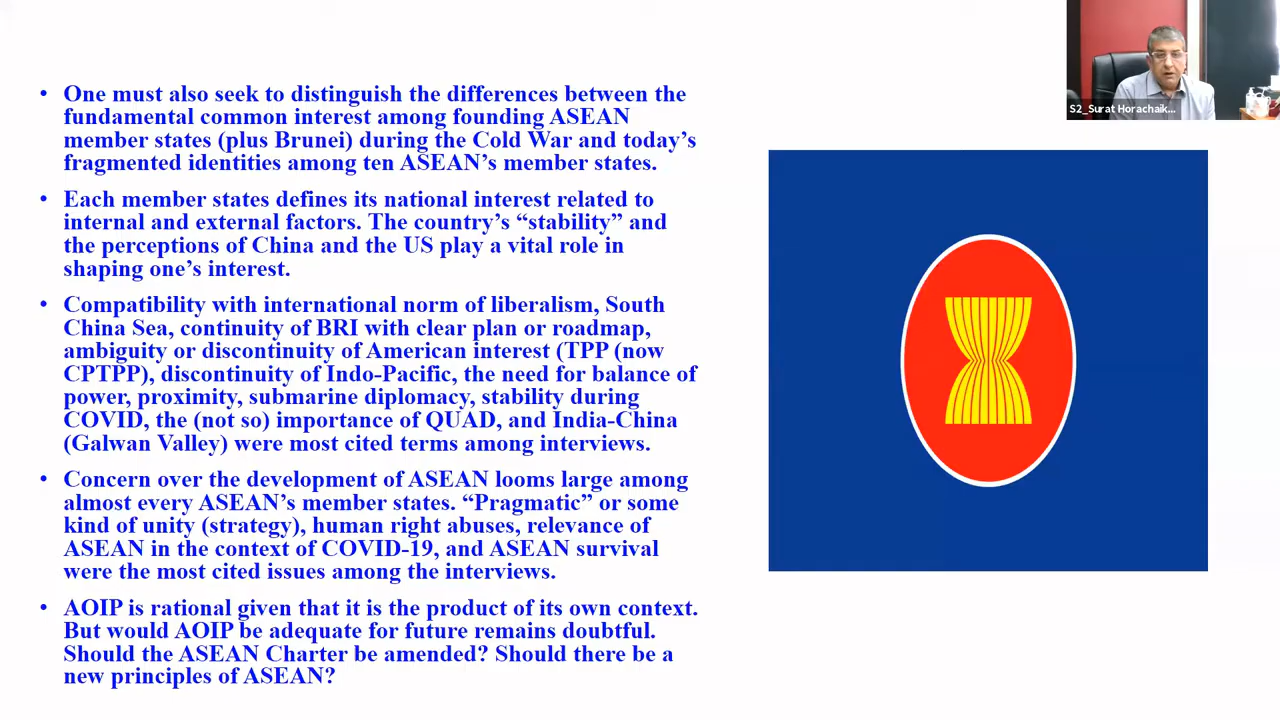 S2_Surat Horachaik...
• One must also seek to distinguish the differences between the
fundamental common interest among founding ASEAN
member states (plus Brunei) during the Cold War and today’s
fragmented identities among ten ASEAN’s member states.
• Each member states defines its national interest related to
internal and external factors. The country’s “stability” and
the perceptions of China and the US play a vital role in
shaping one’s interest.
• Compatibility with international norm of liberalism, South
China Sea, continuity of BRI with clear plan or roadmap,
ambiguity or discontinuity of American interest (TPP (now
CPTPP), discontinuity of Indo-Pacific, the need for balance of
power, proximity, submarine diplomacy, stability during
COVID, the (not so) importance of QUAD, and India-China
(Galwan Valley) were most cited terms among interviews.
• Concern over the development of ASEAN looms large among
almost every ASEAN’s member states. “Pragmatic” or some
kind of unity (strategy), human right abuses, relevance of
ASEAN in the context of COVID-19, and ASEAN survival
were the most cited issues among the interviews.
• AOIP is rational given that it is the product of its own context.
But would AOIP be adequate for future remains doubtful.
Should the ASEAN Charter be amended? Should there be a
new principles of ASEAN?